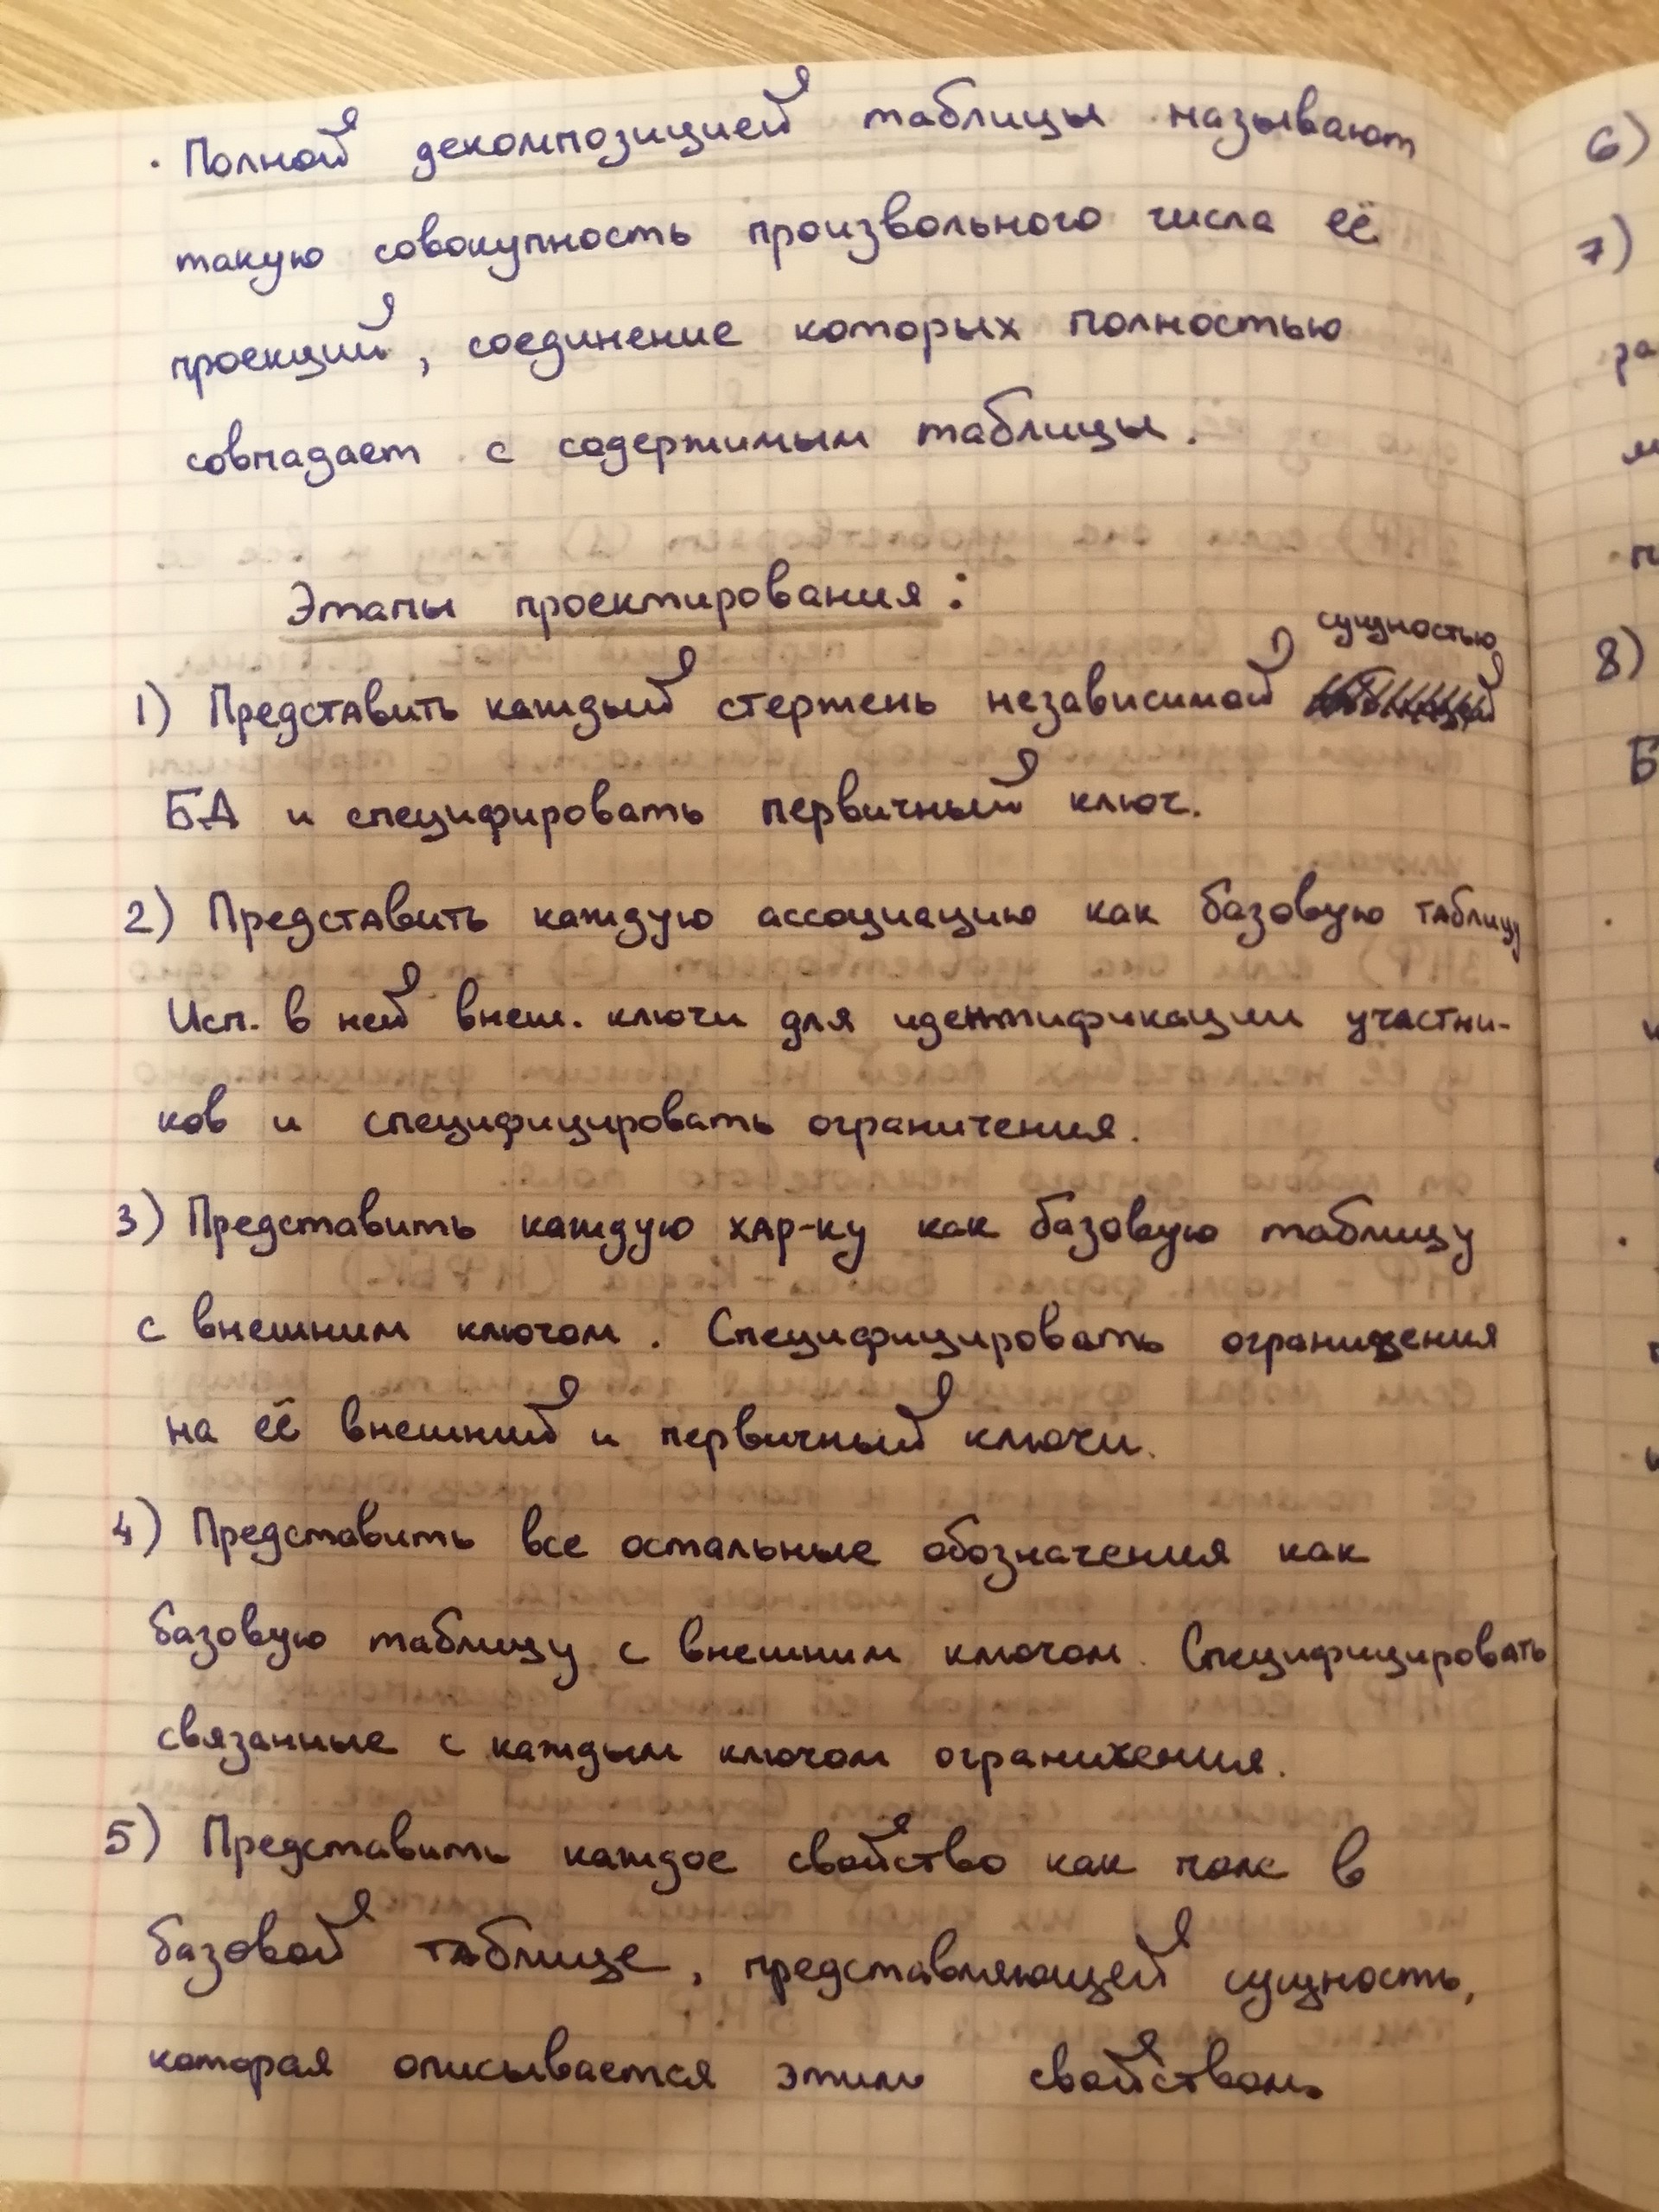 · Полной декомпозицией таблицы называют
такую совокупность произвольного числа её
проекций, соединение которых полностью
совпадает с содержимым таблицы.
Этапы проектирования:
сущностью
1) Представить каждый стержень независимой
БД и специфировать первичный ключ.
2) Представить каждую ассоциацию как базовую таблицу
Исп. в ней внеш. ключи для идентификации участни-
ков и специфицировать ограничения.
3) Представить каждую хар-ку как базовую таблицу
с внешним ключом. Специфицировать ограничения
на её внешний и первичный ключи.
4) Представить все остальные обозначения как
базовую таблицу с внешним ключом. Специфицировать
связанные с каждым ключом ограничения.
5) Представить каждое свойство как поле в
базовой таблице, представляющей сущность,
которая описывается этим свойством.
6)
7)
8)
Б